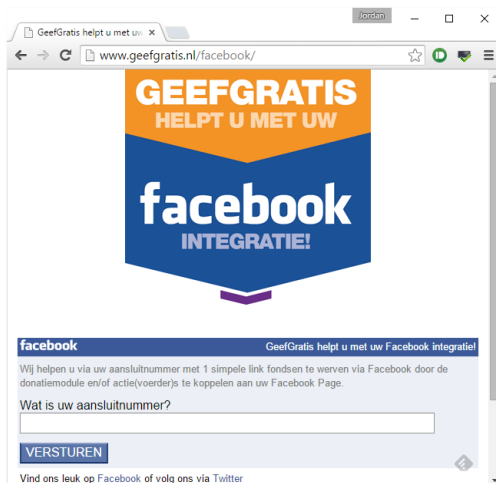 Jordan
GeefGratis helpt u met uw
www.geefgratis.nl/facebook/
GEEFGRATIS
HELPT U MET UW
facebook
INTEGRATIE!
facebook GeefGratis helpt u met uw Facebook integratie!
Wij helpen u via uw aansluitnummer met 1 simpele link fondsen te werven via Facebook door de
donatiemodule en/of actie(voerder)s te koppelen aan uw Facebook Page.
Wat is uw aansluitnummer?
VERSTUREN
Vind ons leuk op Facebook of volg ons via Twitter